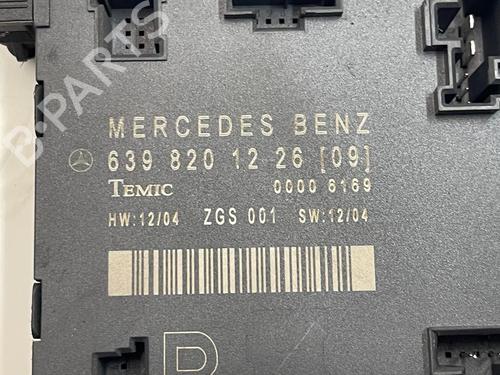 MERCEDES BENZ
639 820 12 26 [09]
TEMIC 0000 6169
HW:12/04 ZGS 001 SW:12/04
R
B-PARTS